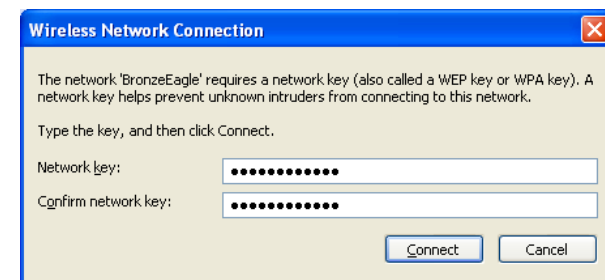 Wireless Network Connection
The network 'BronzeEagle' requires a network key (also called a WEP key or WPA key). A
network key helps prevent unknown intruders from connecting to this network.
Type the key, and then click Connect.
Network key: ●●●●●●●●●●●●
Confirm network key: ●●●●●●●●●●●●
Connect Cancel